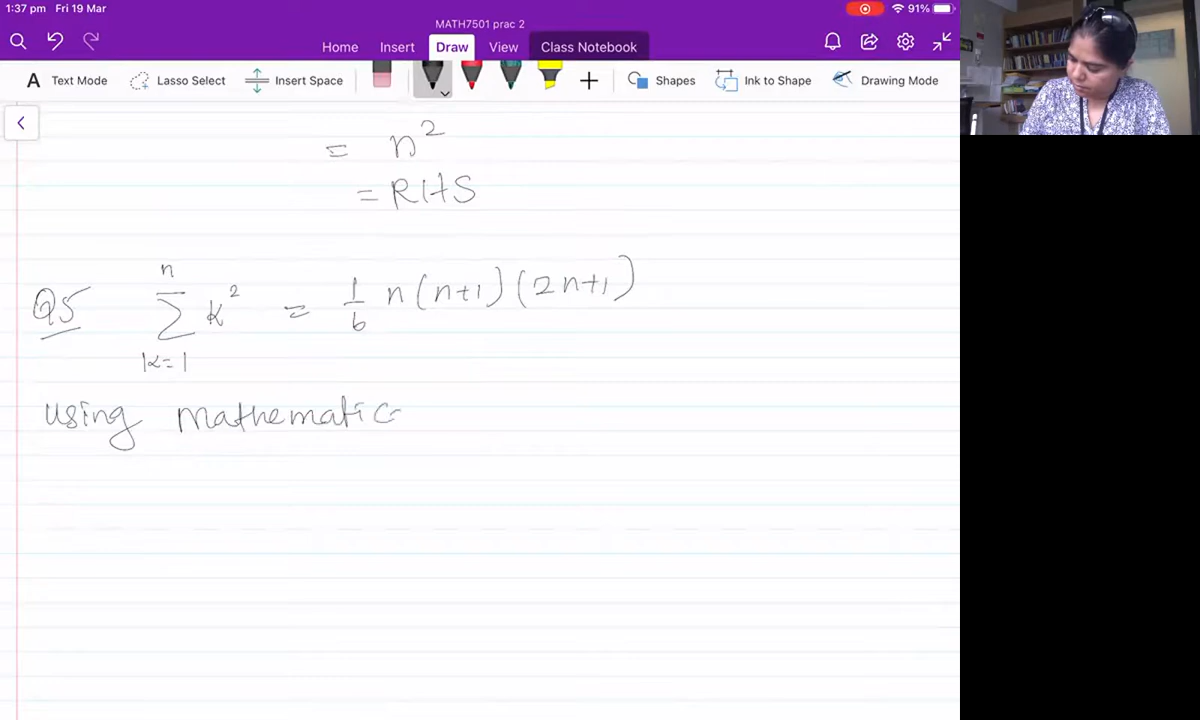 1:37 pm Fri 19 Mar 91%
MATH7501 prac 2
Home Insert Draw View Class Notebook
A Text Mode Lasso Select Insert Space Shapes Ink to Shape Drawing Mode
= n²
= RHS
n
Q5 ∑ k² = 1/6 n(n+1)(2n+1)
k=1
using mathematic